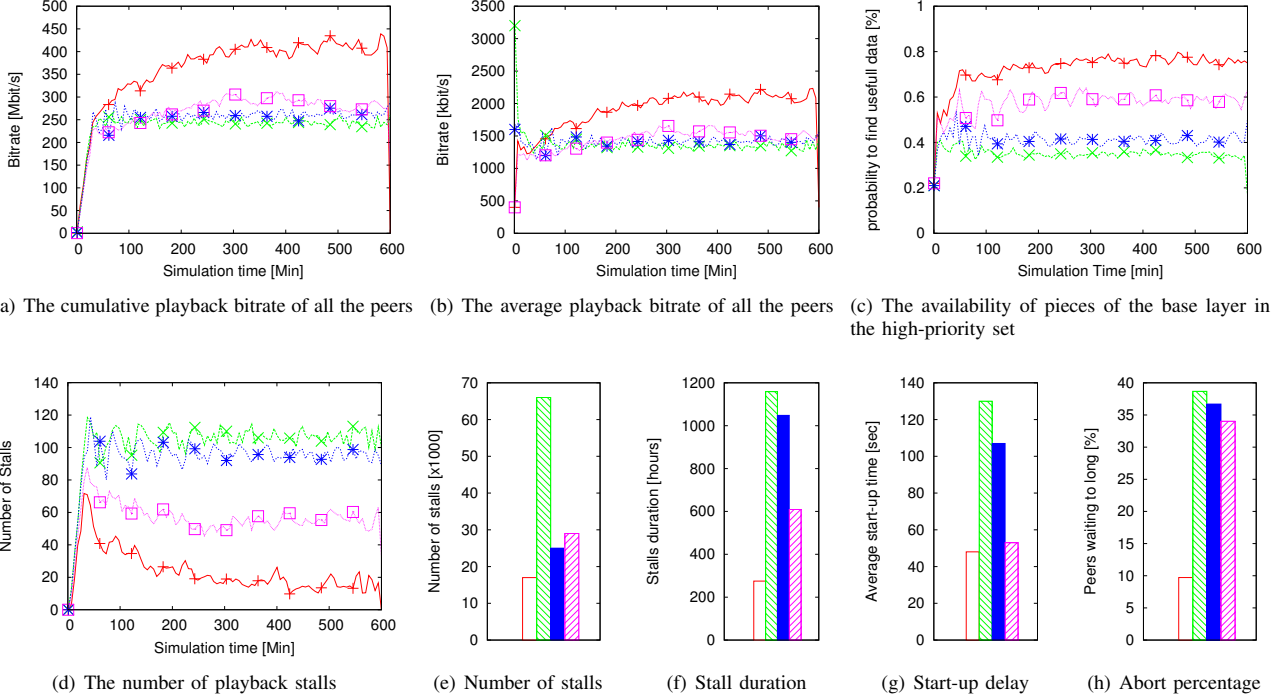 500
450
400
350
300
250
200
150
100
50
0
Bitrate [Mbit/s]
0 100 200 300 400 500 600
Simulation time [Min]
a) The cumulative playback bitrate of all the peers
3500
3000
2500
2000
1500
1000
500
0
Bitrate [kbit/s]
0 100 200 300 400 500 600
Simulation time [Min]
(b) The average playback bitrate of all the peers
1
0.8
0.6
0.4
0.2
0
probability to find usefull data [%]
0 100 200 300 400 500 600
Simulation Time [min]
(c) The availability of pieces of the base layer in
the high-priority set
140
120
100
80
60
40
20
0
Number of Stalls
0 100 200 300 400 500 600
Simulation time [Min]
(d) The number of playback stalls
70
60
50
40
30
20
10
0
Number of stalls [x1000]
(e) Number of stalls
1200
1000
800
600
400
200
0
Stalls duration [hours]
(f) Stall duration
140
120
100
80
60
40
20
0
Average start-up time [sec]
(g) Start-up delay
40
35
30
25
20
15
10
5
0
Peers waiting to long [%]
(h) Abort percentage